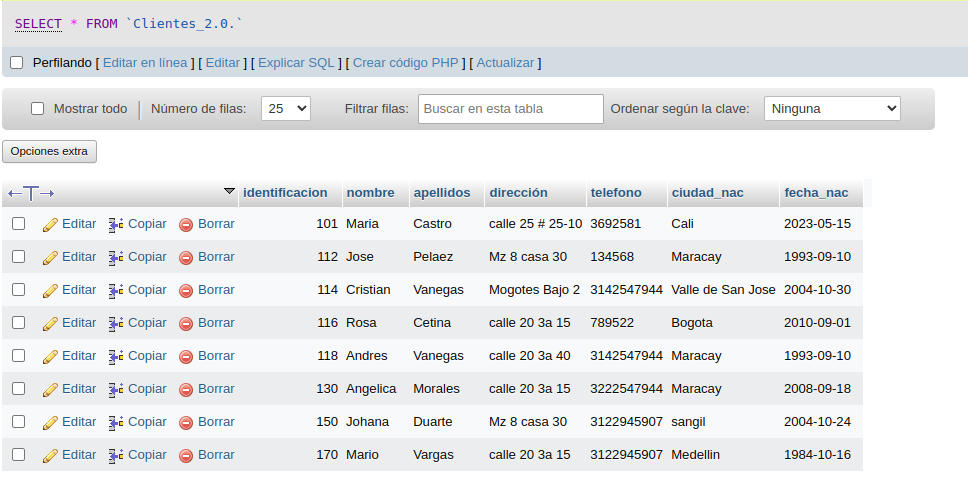 SELECT * FROM `Clientes_2.0.`
Perfilando [ Editar en línea ] [ Editar ] [ Explicar SQL ] [ Crear código PHP ] [ Actualizar ]
Mostrar todo | Número de filas: 25 Filtrar filas: Buscar en esta tabla Ordenar según la clave: Ninguna
Opciones extra
←T→ identificacion nombre apellidos dirección telefono ciudad_nac fecha_nac
Editar Copiar Borrar 101 Maria Castro calle 25 # 25-10 3692581 Cali 2023-05-15
Editar Copiar Borrar 112 Jose Pelaez Mz 8 casa 30 134568 Maracay 1993-09-10
Editar Copiar Borrar 114 Cristian Vanegas Mogotes Bajo 2 3142547944 Valle de San Jose 2004-10-30
Editar Copiar Borrar 116 Rosa Cetina calle 20 3a 15 789522 Bogota 2010-09-01
Editar Copiar Borrar 118 Andres Vanegas calle 20 3a 40 3142547944 Maracay 1993-09-10
Editar Copiar Borrar 130 Angelica Morales calle 20 3a 15 3222547944 Maracay 2008-09-18
Editar Copiar Borrar 150 Johana Duarte Mz 8 casa 30 3122945907 sangil 2004-10-24
Editar Copiar Borrar 170 Mario Vargas calle 20 3a 15 3122945907 Medellin 1984-10-16